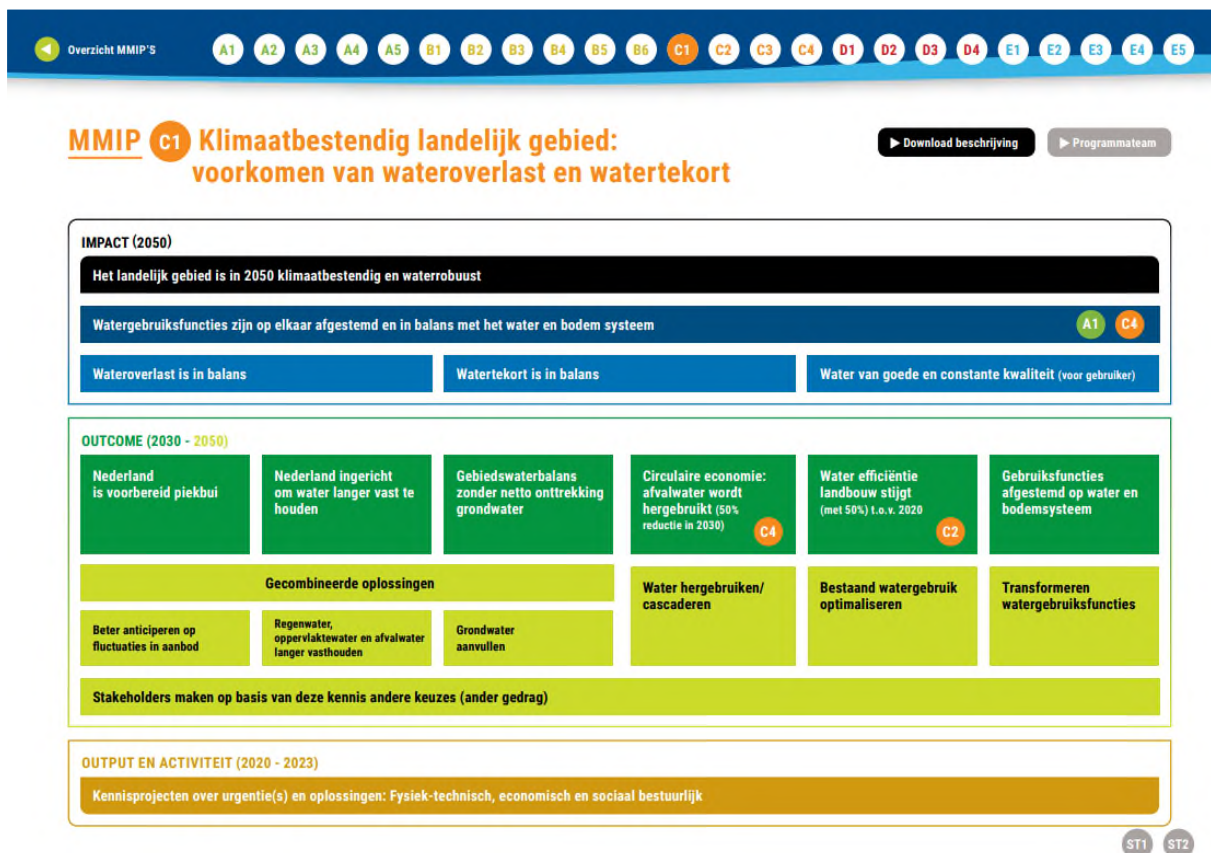 Overzicht MMIP'S
A1 A2 A3 A4 A5 B1 B2 B3 B4 B5 B6 C1 C2 C3 C4 D1 D2 D3 D4 E1 E2 E3 E4 E5
MMIP C1 Klimaatbestendig landelijk gebied:
voorkomen van wateroverlast en watertekort
Download beschrijving
Programmateam
IMPACT (2050)
Het landelijk gebied is in 2050 klimaatbestendig en waterrobuust
Watergebruiksfuncties zijn op elkaar afgestemd en in balans met het water en bodem systeem
A1 C4
Wateroverlast is in balans
Watertekort is in balans
Water van goede en constante kwaliteit (voor gebruiker)
OUTCOME (2030 - 2050)
Nederland
is voorbereid piekbui
Nederland ingericht
om water langer vast te
houden
Gebiedswaterbalans
zonder netto onttrekking
grondwater
Circulaire economie:
afvalwater wordt
hergebruikt (50%
reductie in 2030)
C4
Water efficiëntie
landbouw stijgt
(met 50%) t.o.v. 2020
C2
Gebruiksfuncties
afgestemd op water en
bodemsysteem
Gecombineerde oplossingen
Beter anticiperen op
fluctuaties in aanbod
Regenwater,
oppervlaktewater en afvalwater
langer vasthouden
Grondwater
aanvullen
Water hergebruiken/
cascaderen
Bestaand watergebruik
optimaliseren
Transformeren
watergebruiksfuncties
Stakeholders maken op basis van deze kennis andere keuzes (ander gedrag)
OUTPUT EN ACTIVITEIT (2020 - 2023)
Kennisprojecten over urgentie(s) en oplossingen: Fysiek-technisch, economisch en sociaal bestuurlijk
ST1 ST2